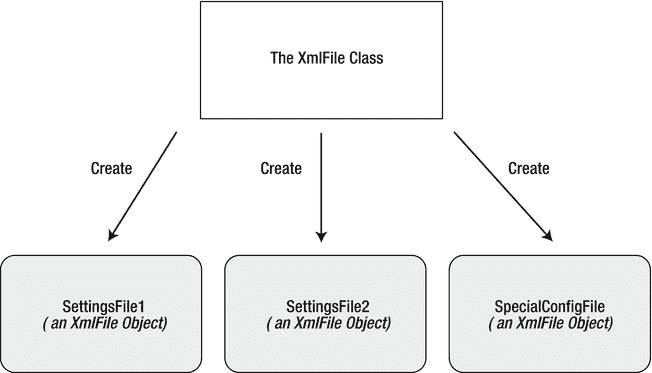 The XmlFile Class
Create
Create
Create
SettingsFile1
( an XmlFile Object)
SettingsFile2
( an XmlFile Object)
SpecialConfigFile
( an XmlFile Object)